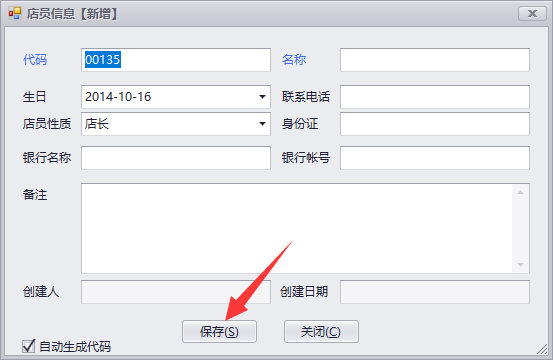 店员信息【新增】
代码 00135 名称
生日 2014-10-16 联系电话
店员性质 店长 身份证
银行名称 银行帐号
备注
创建人 创建日期
保存(S) 关闭(C)
自动生成代码